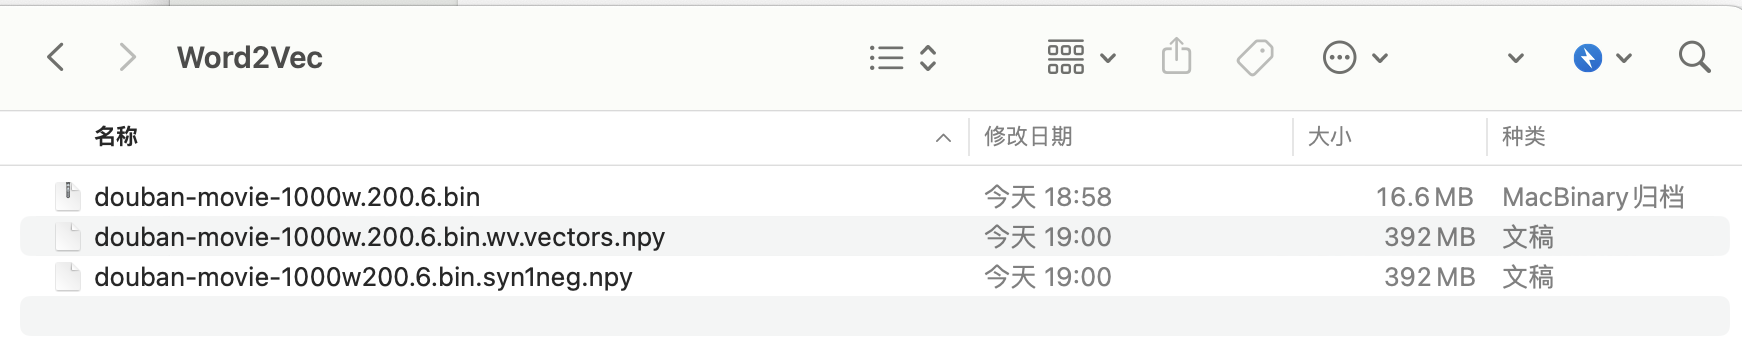 Word2Vec
名称 修改日期 大小 种类
douban-movie-1000w.200.6.bin 今天 18:58 16.6 MB MacBinary归档
douban-movie-1000w.200.6.bin.wv.vectors.npy 今天 19:00 392 MB 文稿
douban-movie-1000w200.6.bin.syn1neg.npy 今天 19:00 392 MB 文稿